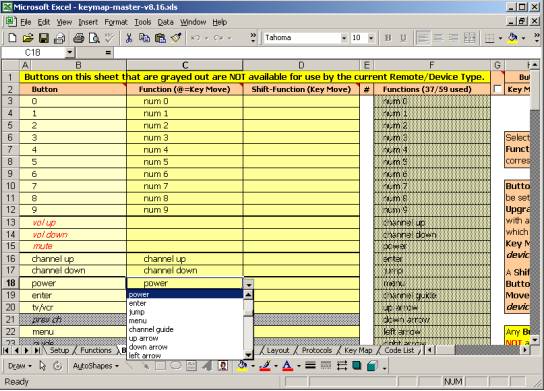 Microsoft Excel - keymap-master-v8.16.xls
File Edit View Insert Format Tools Data Window Help
Tahoma 10 B U
C18 =
A B C D E F G H
1 Buttons on this sheet that are grayed out are NOT available for use by the current Remote/Device Type. But
2 Button Function (@=Key Move) Shift-Function (Key Move) # Functions (37/59 used) Key M
3 0 num 0 num 0
4 1 num 1 num 1
5 2 num 2 num 2
6 3 num 3 num 3 Select
7 4 num 4 num 4 Funct
8 5 num 5 num 5 corres
9 6 num 6 num 6
10 7 num 7 num 7 Butto
11 8 num 8 num 8 be set
12 9 num 9 num 9 Upgra
13 vol up channel up with a
14 vol down channel down which
15 mute power Key M
16 channel up channel up enter devic
17 channel down channel down jump A Shif
18 power power menu Butto
19 enter channel guide Move
20 tv/vcr up arrow devic
21 prev ch down arrow
22 menu left arrow Any Br
23 guide right arrow NOT a
power
enter
jump
menu
channel guide
up arrow
down arrow
left arrow
Setup Functions B Layout Protocols Key Map Code List
Draw AutoShapes
Ready NUM